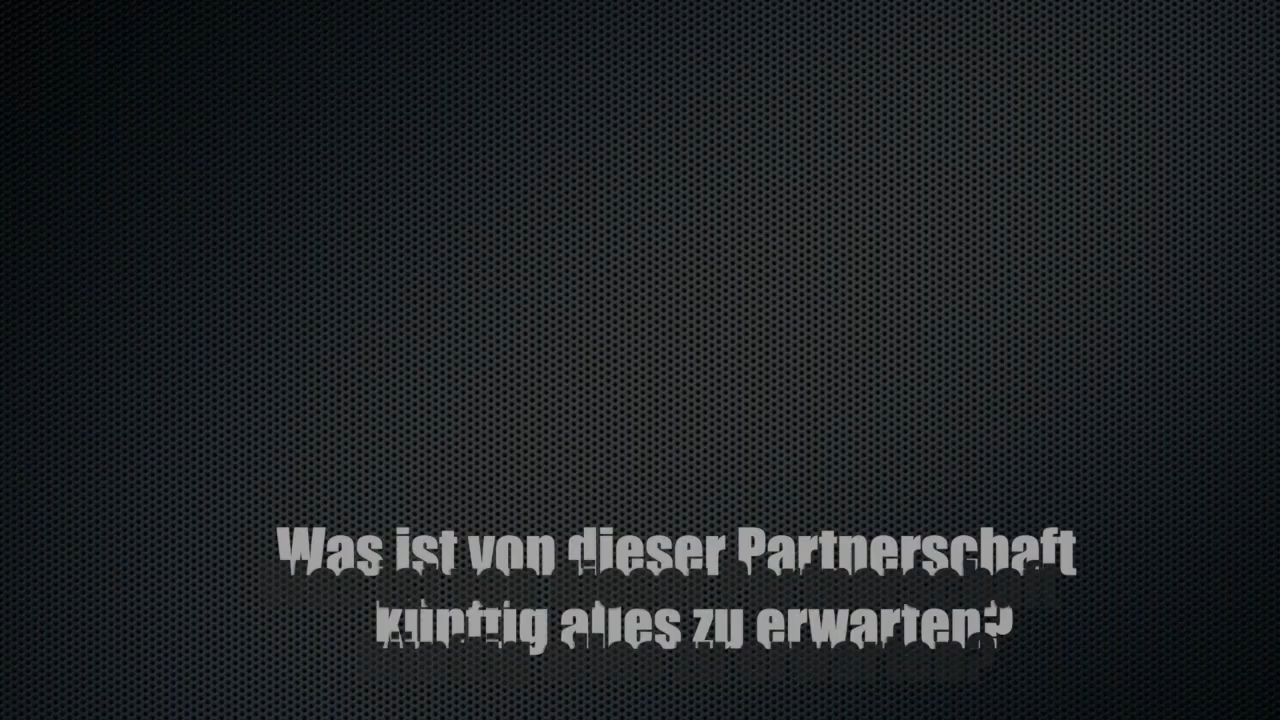 Was ist von dieser Partnerschaft
künftig alles zu erwarten?